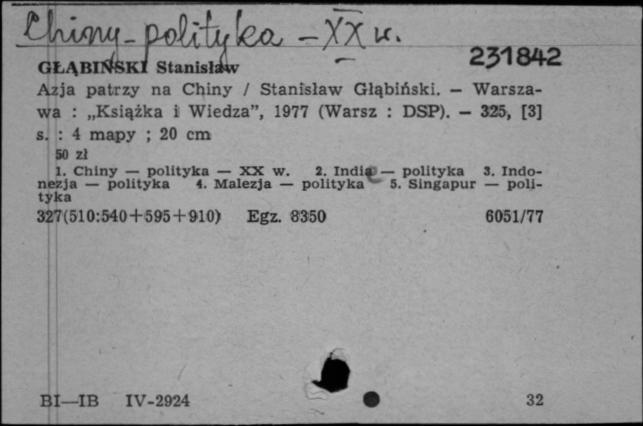 Chiny - polityka - XX w.
231842
GŁĄBIŃSKI Stanisław
Azja patrzy na Chiny / Stanisław Głąbiński. — Warsza-
wa : „Książka i Wiedza”, 1977 (Warsz : DSP). — 325, [3]
s. : 4 mapy ; 20 cm
50 zł
1. Chiny — polityka — XX w. 2. India — polityka 3. Indo-
nezja — polityka 4. Malezja — polityka 5. Singapur — poli-
tyka
327(510:540+595+910) Egz. 8350 6051/77
BI—IB IV-2924 32